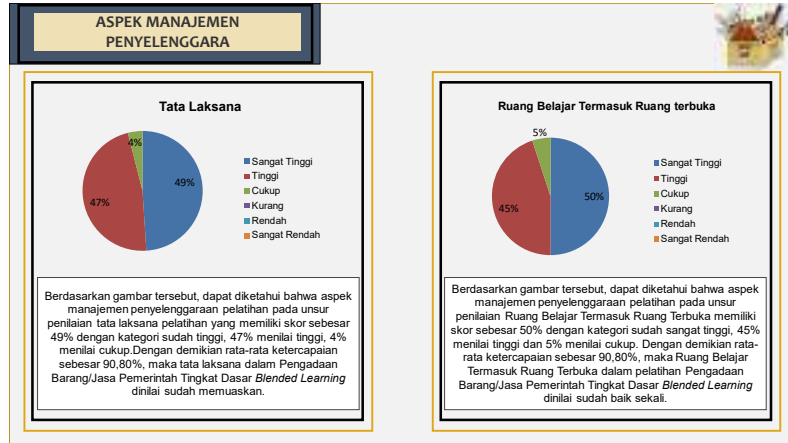 ASPEK MANAJEMEN
PENYELENGGARA
Tata Laksana
4%
49%
47%
Sangat Tinggi
Tinggi
Cukup
Kurang
Rendah
Sangat Rendah
Berdasarkan gambar tersebut, dapat diketahui bahwa aspek
manajemen penyelenggaraan pelatihan pada unsur
penilaian tata laksana pelatihan yang memiliki skor sebesar
49% dengan kategori sudah tinggi, 47% menilai tinggi, 4%
menilai cukup.Dengan demikian rata-rata ketercapaian
sebesar 90,80%, maka tata laksana dalam Pengadaan
Barang/Jasa Pemerintah Tingkat Dasar Blended Learning
dinilai sudah memuaskan.
Ruang Belajar Termasuk Ruang terbuka
5%
50%
45%
Sangat Tinggi
Tinggi
Cukup
Kurang
Rendah
Sangat Rendah
Berdasarkan gambar tersebut, dapat diketahui bahwa aspek
manajemen penyelenggaraan pelatihan pada unsur
penilaian Ruang Belajar Termasuk Ruang Terbuka memiliki
skor sebesar 50% dengan kategori sudah sangat tinggi, 45%
menilai tinggi dan 5% menilai cukup. Dengan demikian rata-
rata ketercapaian sebesar 90,80%, maka Ruang Belajar
Termasuk Ruang Terbuka dalam pelatihan Pengadaan
Barang/Jasa Pemerintah Tingkat Dasar Blended Learning
dinilai sudah baik sekali.